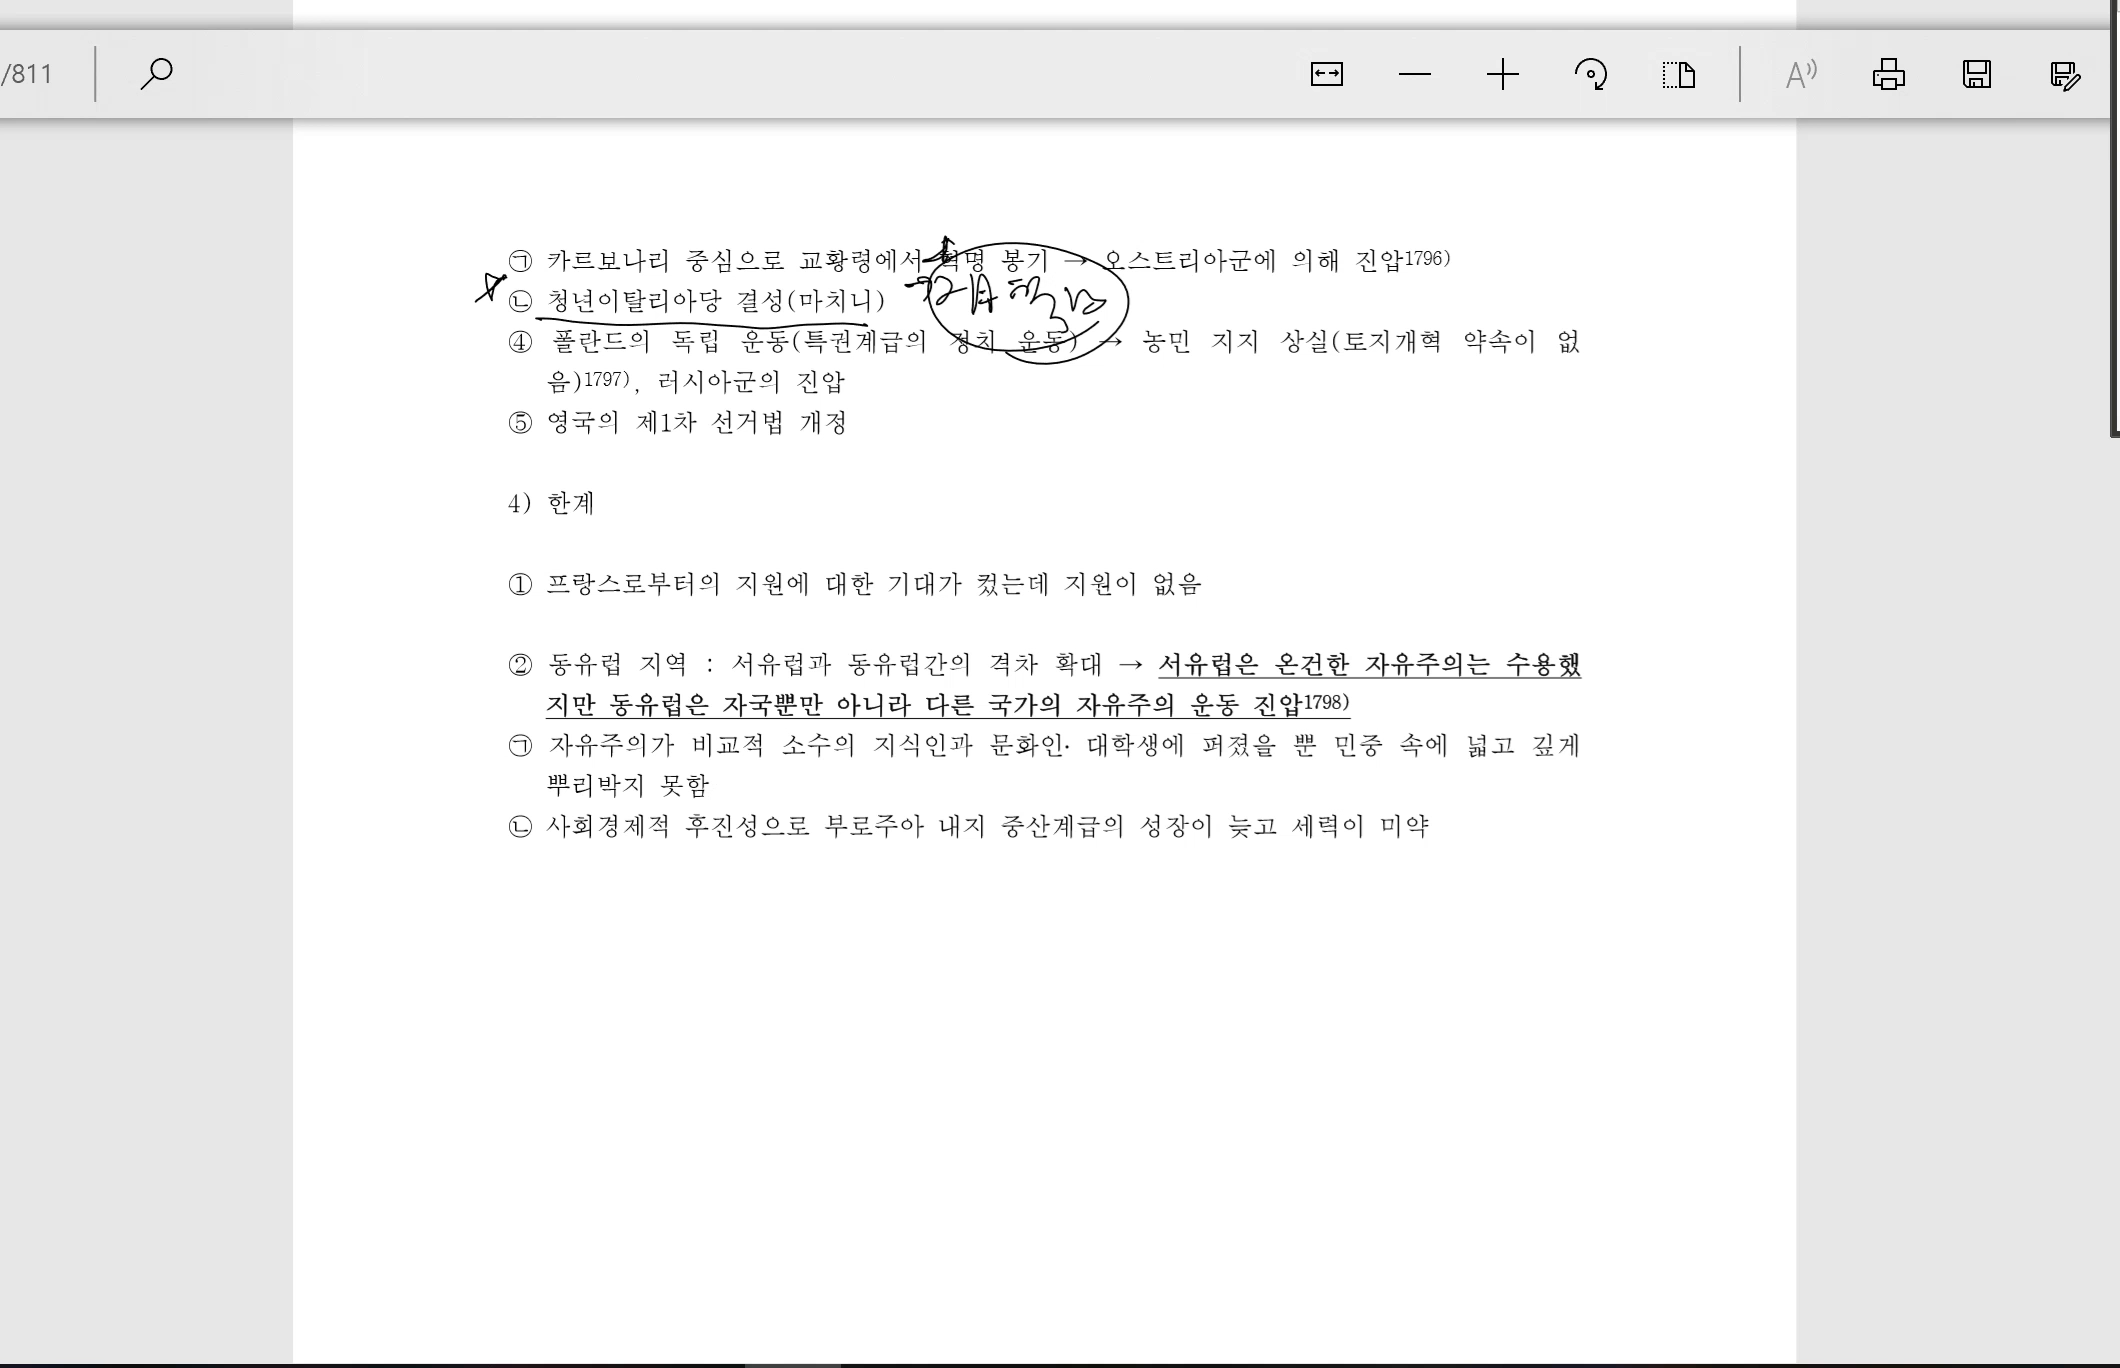 /811
㉠ 카르보나리 중심으로 교황령에서 혁명 봉기 → 오스트리아군에 의해 진압1796)
㉡ 청년이탈리아당 결성(마치니)
④ 폴란드의 독립 운동(특권계급의 정치 운동) → 농민 지지 상실(토지개혁 약속이 없
음)1797), 러시아군의 진압
⑤ 영국의 제1차 선거법 개정
4) 한계
① 프랑스로부터의 지원에 대한 기대가 컸는데 지원이 없음
② 동유럽 지역 : 서유럽과 동유럽간의 격차 확대 → 서유럽은 온건한 자유주의는 수용했
지만 동유럽은 자국뿐만 아니라 다른 국가의 자유주의 운동 진압1798)
㉠ 자유주의가 비교적 소수의 지식인과 문화인· 대학생에 퍼졌을 뿐 민중 속에 넓고 깊게
뿌리박지 못함
㉡ 사회경제적 후진성으로 부르주아 내지 중산계급의 성장이 늦고 세력이 미약